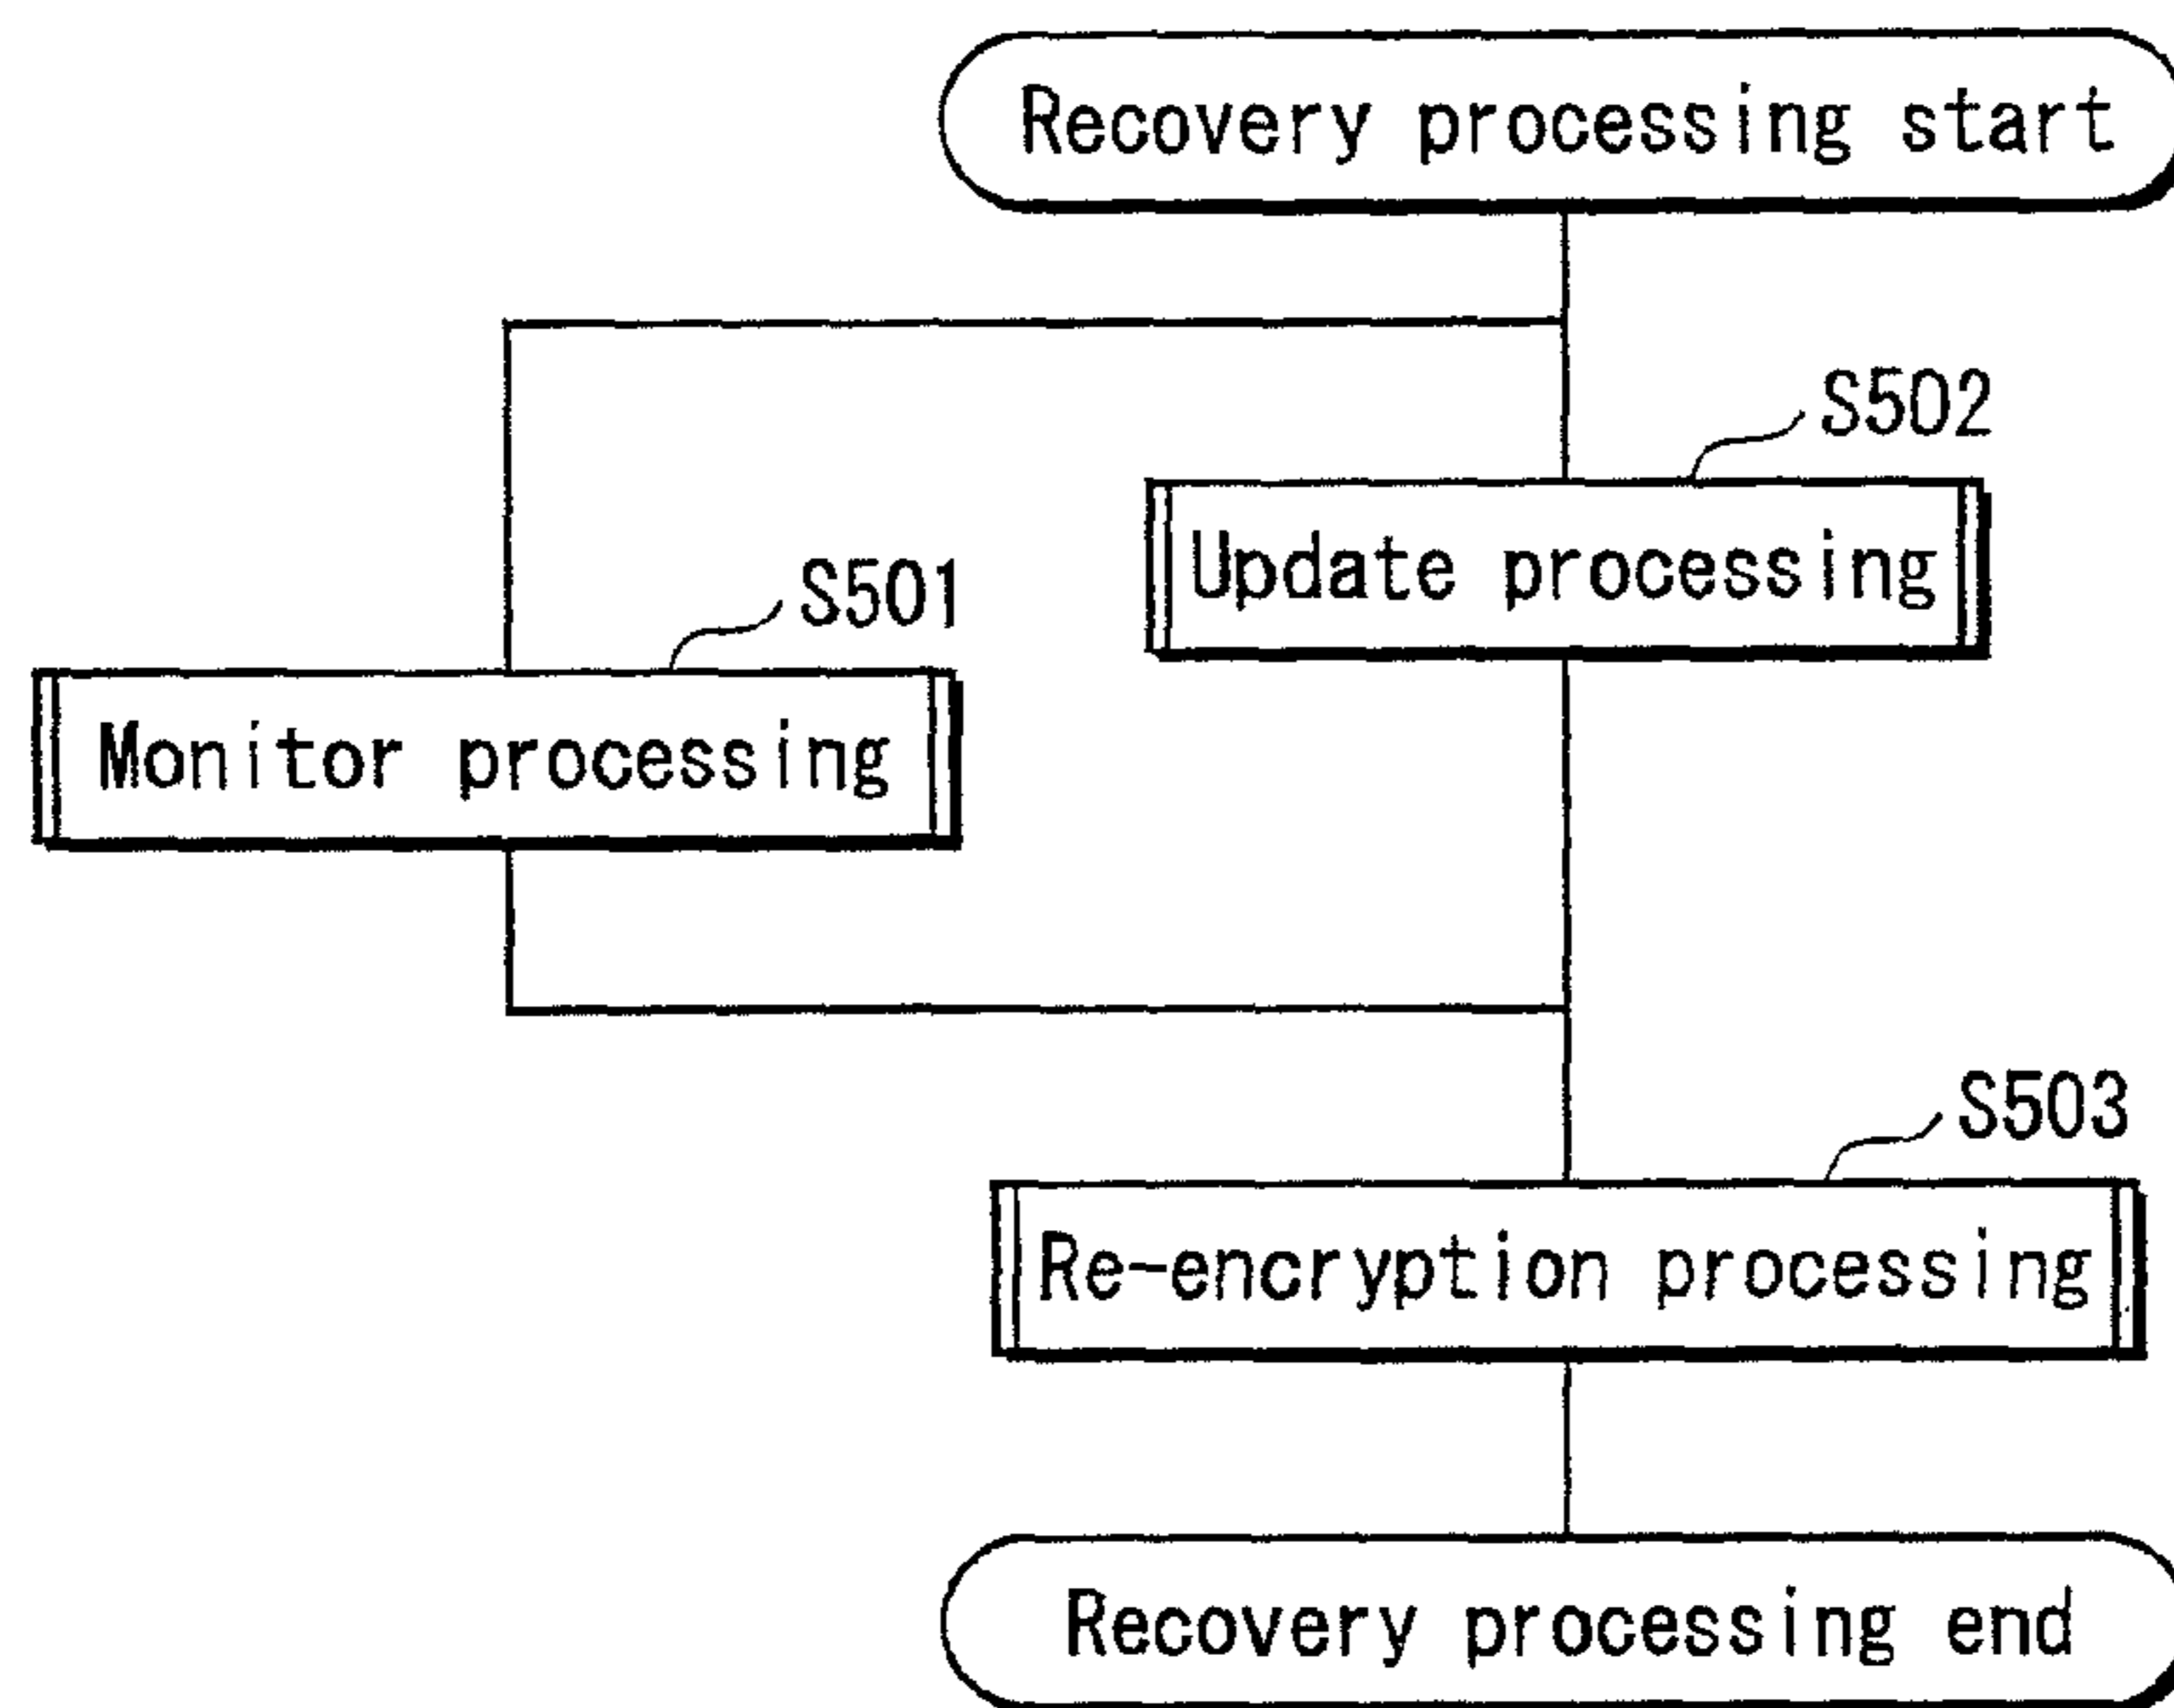 Recovery processing start
S502
Update processing
S501
Monitor processing
S503
Re-encryption processing
Recovery processing end